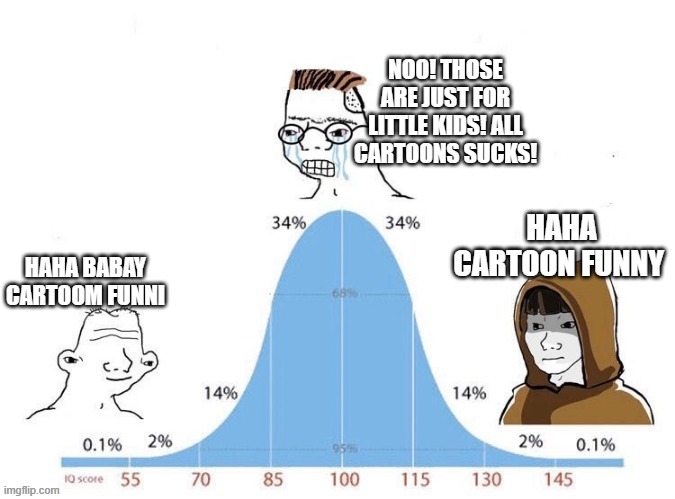 NOO! THOSE
ARE JUST FOR
LITTLE KIDS! ALL
CARTOONS SUCKS!
34%
34%
HAHA
CARTOON FUNNY
HAHA BABAY
CARTOOM FUNNI
68%
14%
14%
0.1%
2%
95%
2%
0.1%
IQ score
55
70
85
100
115
130
145
imgflip.com